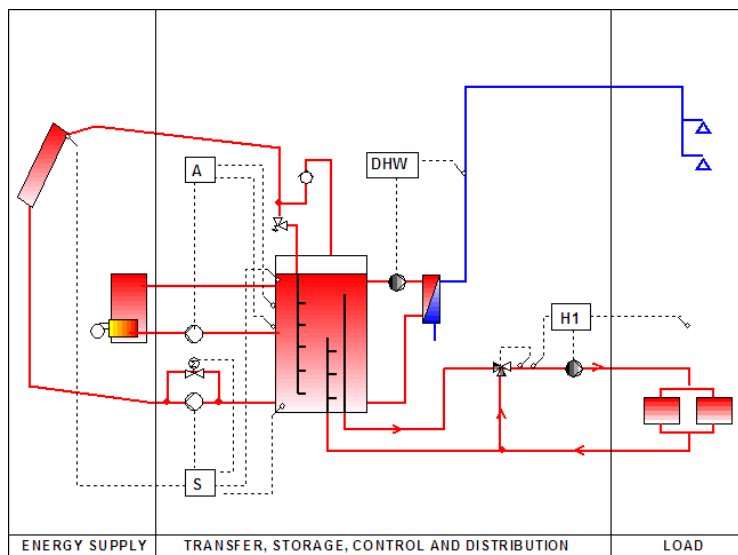 A
DHW
H1
S
ENERGY SUPPLY
TRANSFER, STORAGE, CONTROL AND DISTRIBUTION
LOAD